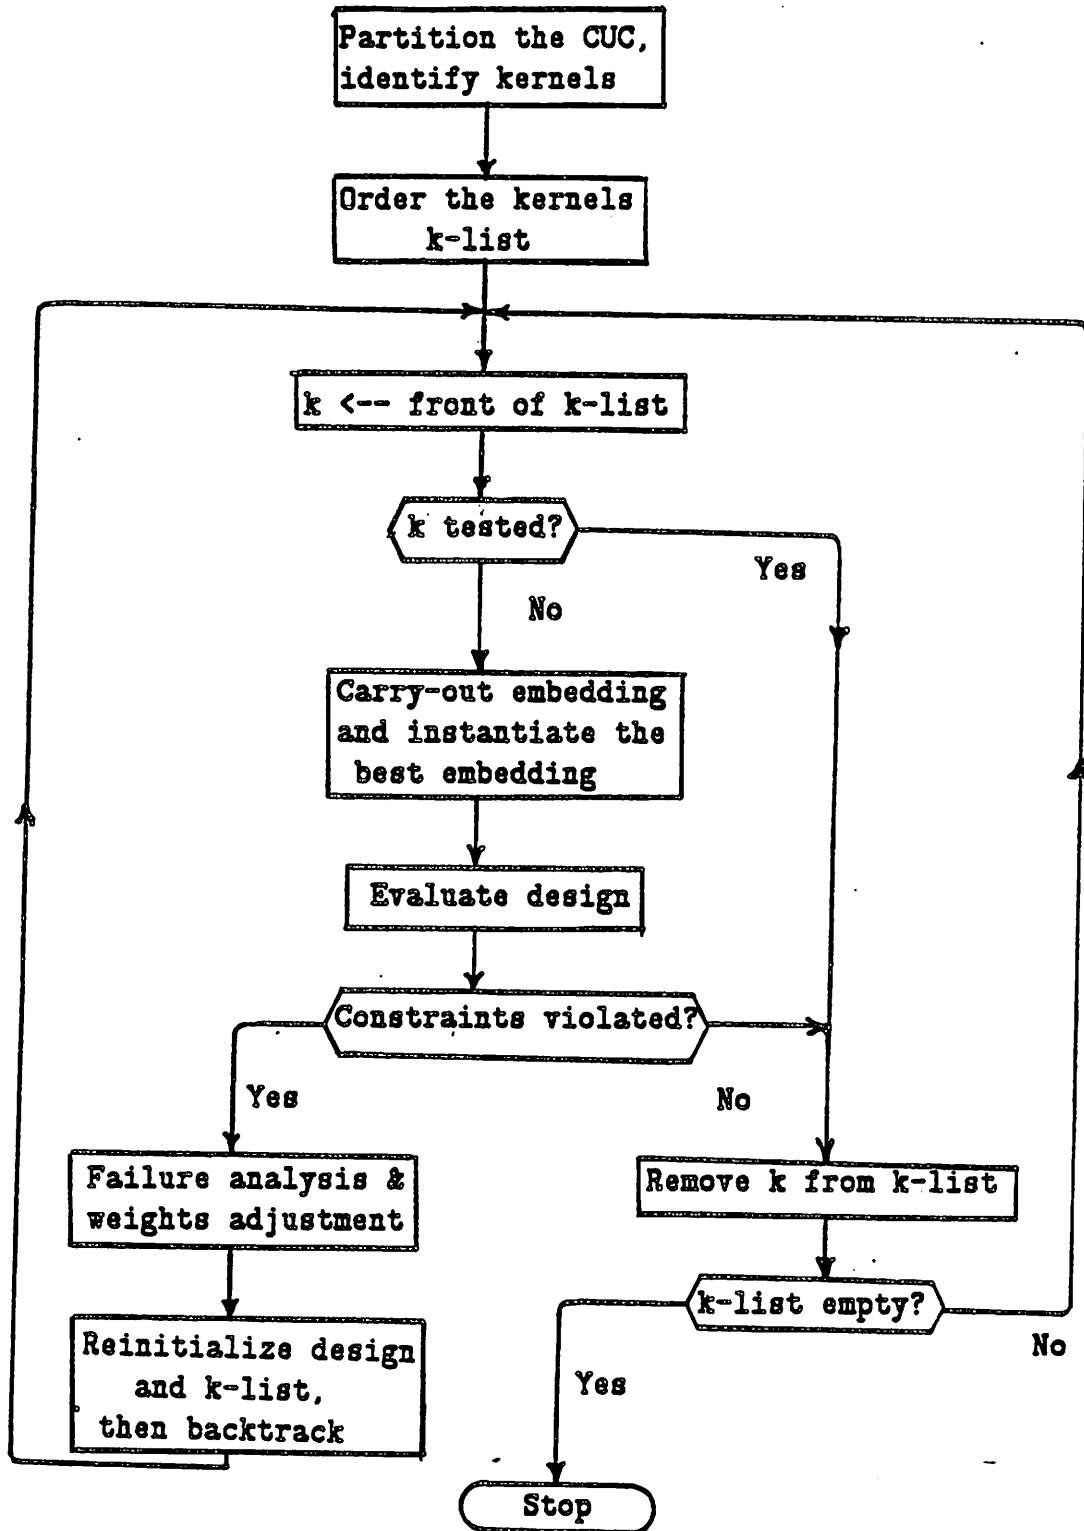 Partition the CUC,
identify kernels
Order the kernels
k-list
k <-- front of k-list
k tested?
Yes
No
Carry-out embedding
and instantiate the
best embedding
Evaluate design
Constraints violated?
Yes
No
Failure analysis &
weights adjustment
Remove k from k-list
k-list empty?
No
Reinitialize design
and k-list,
then backtrack
Yes
Stop